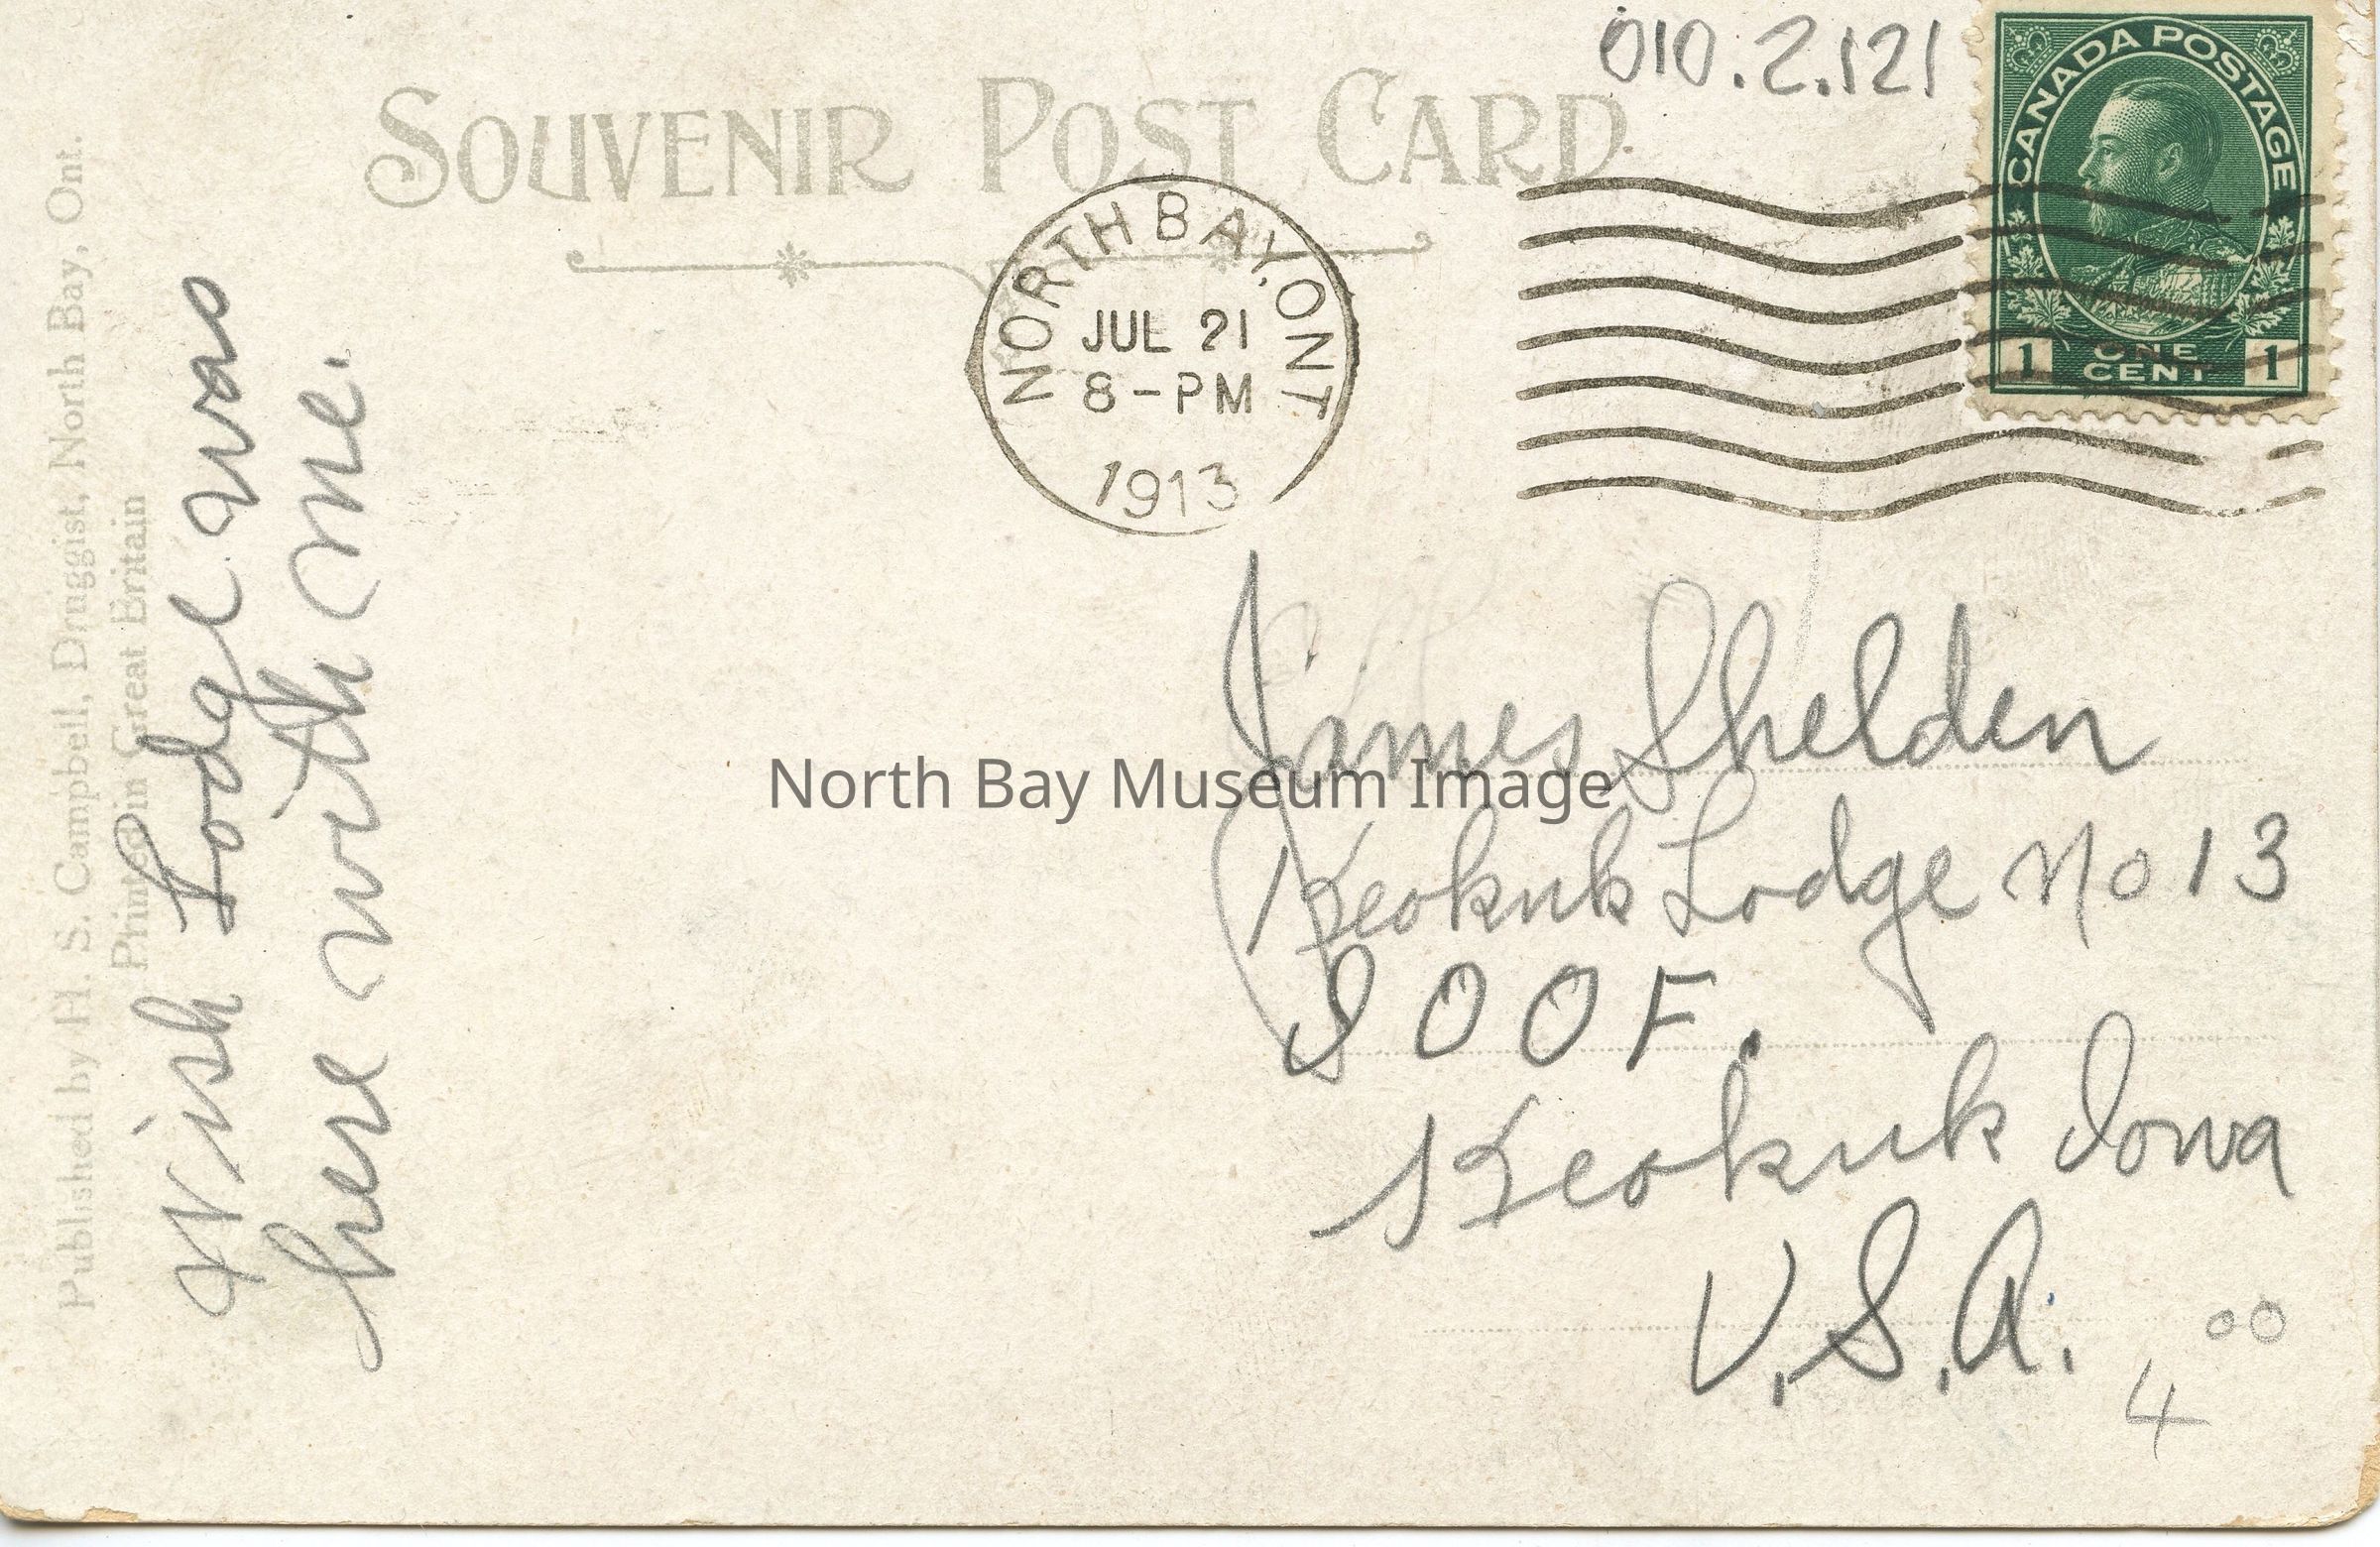 010.2.121
CANADA POSTAGE
1 ONE CENT 1
SOUVENIR POST CARD.
NORTH BAY, ONT
JUL 21
8-PM
1913
Published by H. S. Campbell, Druggist, North Bay, Ont.
Printed in Great Britain
Wish Lodge was
here with me.
James Shelden
Keokuk Lodge No 13
I O O F.
Keokuk Iowa
U.S.A.
4 00
North Bay Museum Image